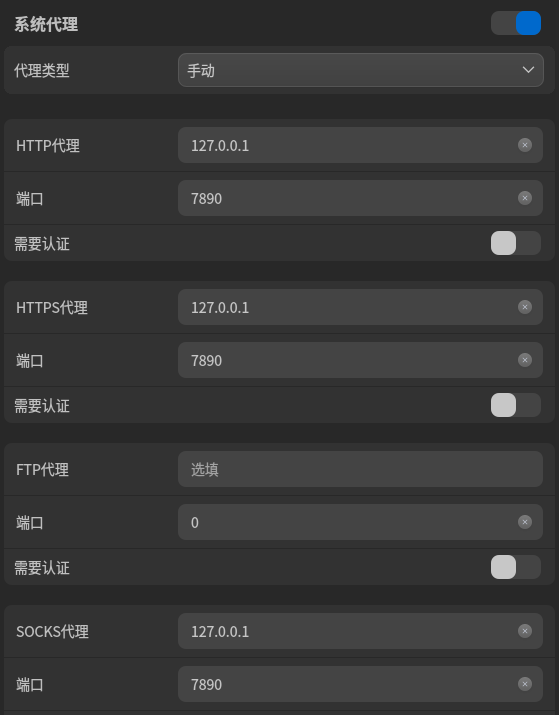 系统代理
代理类型 手动
HTTP代理 127.0.0.1
端口 7890
需要认证
HTTPS代理 127.0.0.1
端口 7890
需要认证
FTP代理 选填
端口 0
需要认证
SOCKS代理 127.0.0.1
端口 7890